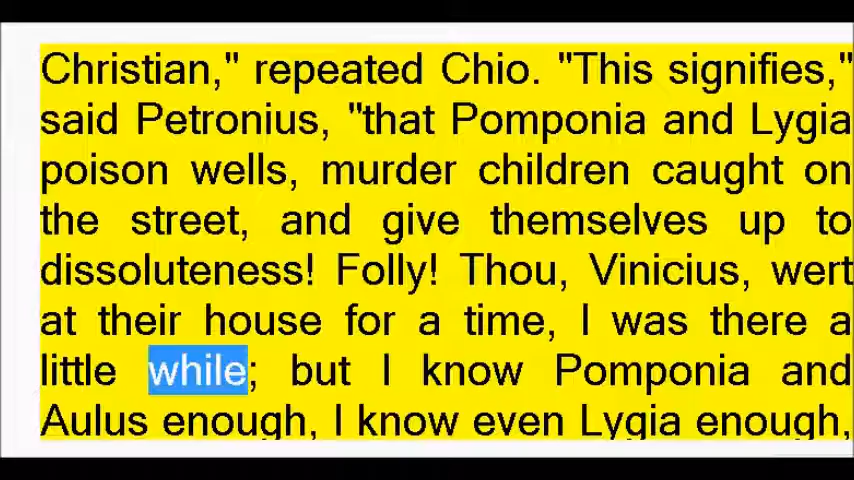 Christian," repeated Chio. "This signifies,"
said Petronius, "that Pomponia and Lygia
poison wells, murder children caught on
the street, and give themselves up to
dissoluteness! Folly! Thou, Vinicius, wert
at their house for a time, I was there a
little while; but I know Pomponia and
Aulus enough, I know even Lygia enough,